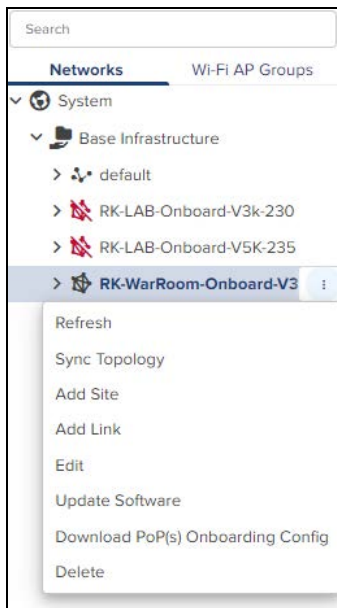 Search
Networks Wi-Fi AP Groups
System
Base Infrastructure
default
RK-LAB-Onboard-V3k-230
RK-LAB-Onboard-V5K-235
RK-WarRoom-Onboard-V3
Refresh
Sync Topology
Add Site
Add Link
Edit
Update Software
Download PoP(s) Onboarding Config
Delete